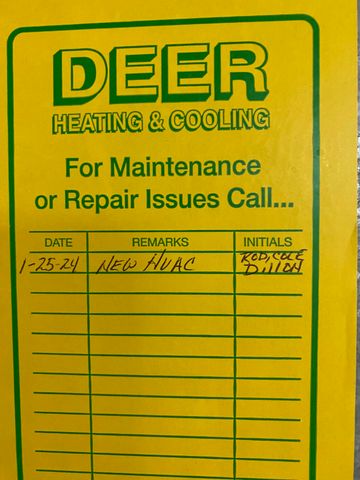 DEER
HEATING & COOLING
For Maintenance
or Repair Issues Call...
DATE REMARKS INITIALS
1-25-24 NEW HVAC ROD, COLE
Dillon